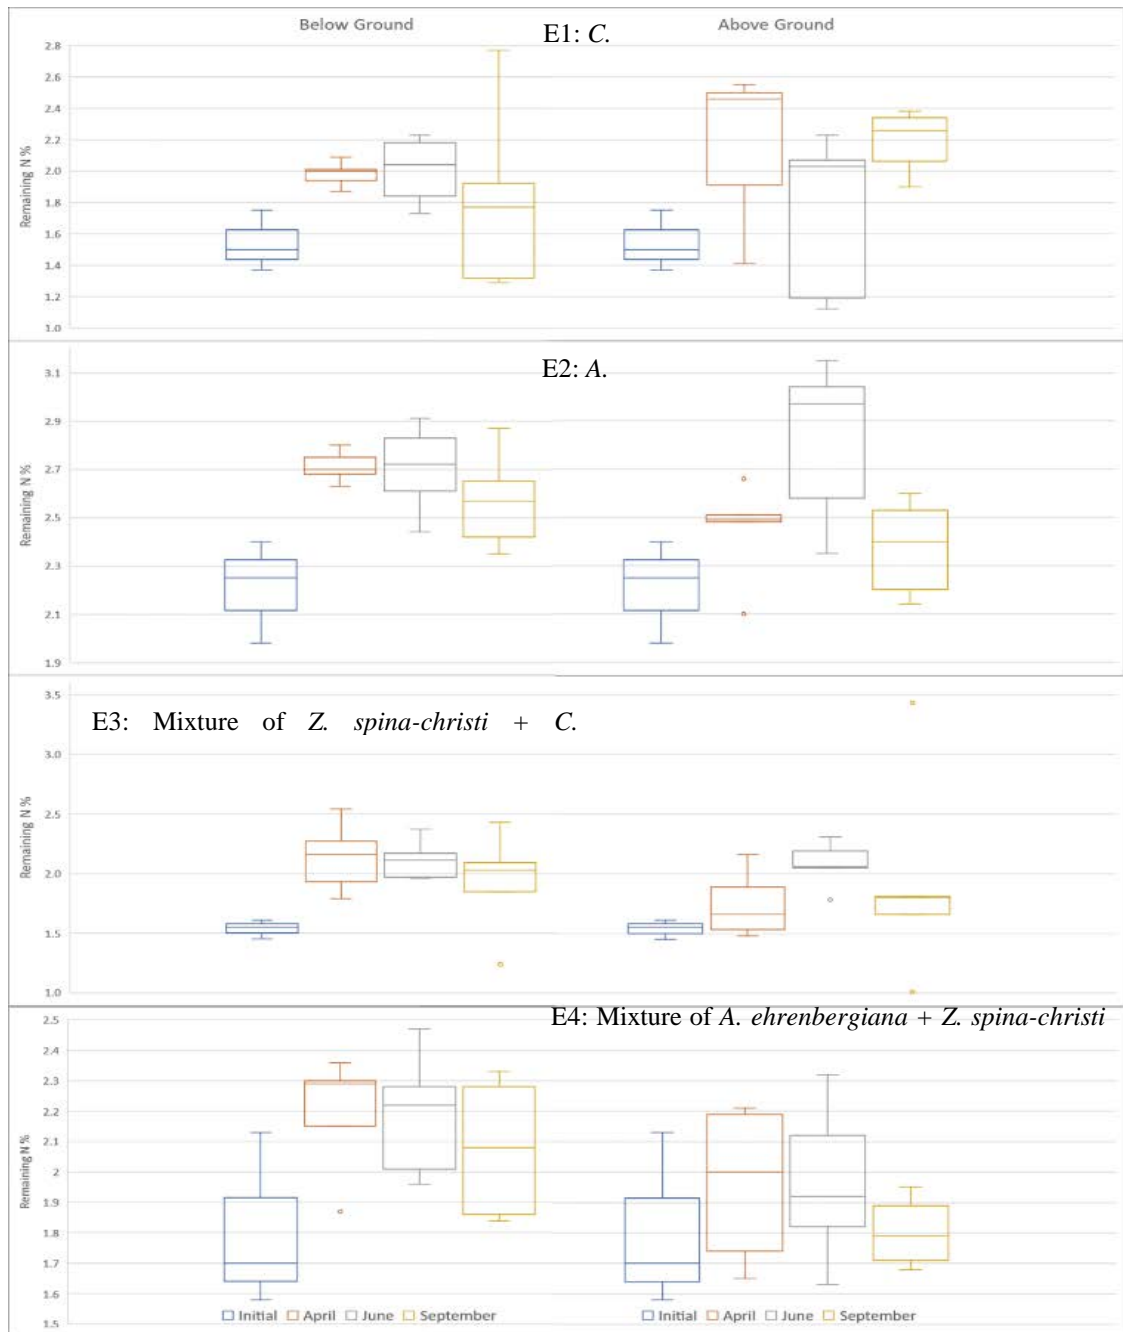 Below Ground
E1: C.
Above Ground
2.8
2.6
2.4
2.2
2.0
1.8
1.6
1.4
1.2
1.0
Remaining N %
E2: A.
3.1
2.9
2.7
2.5
2.3
2.1
1.9
Remaining N %
E3: Mixture of Z. spina-christi + C.
3.5
3.0
2.5
2.0
1.5
1.0
Remaining N %
E4: Mixture of A. ehrenbergiana + Z. spina-christi
2.5
2.4
2.3
2.2
2.1
2
1.9
1.8
1.7
1.6
1.5
Remaining N %
Initial April June September
Initial April June September